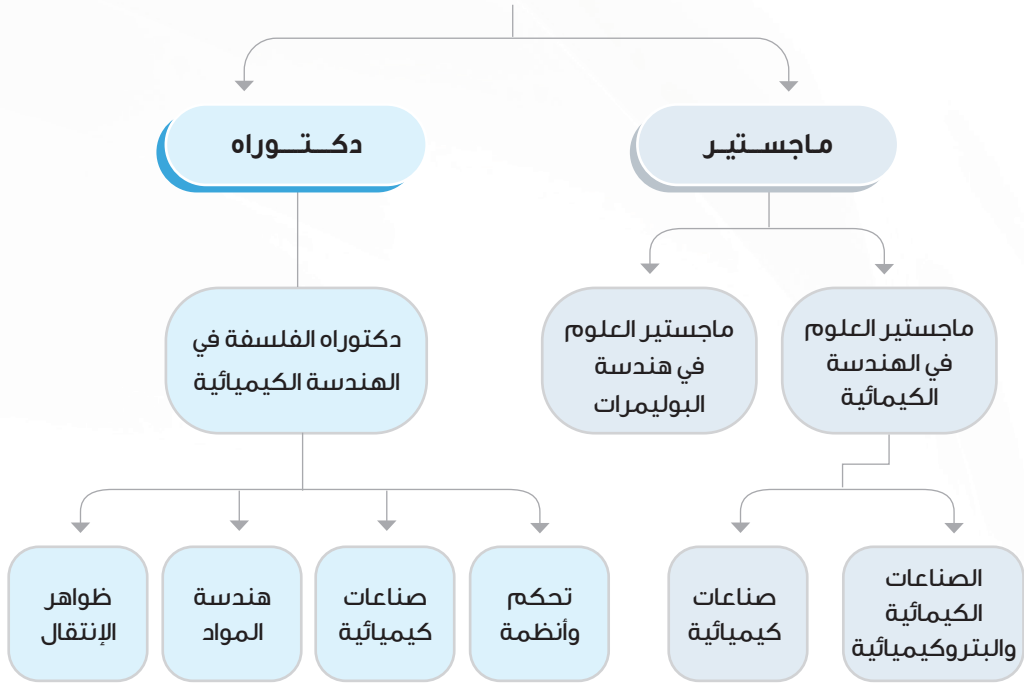 ماجستير
دكتوراه
ماجستير العلوم
في الهندسة
الكيمائية
ماجستير العلوم
في هندسة
البوليمرات
دكتوراه الفلسفة في
الهندسة الكيميائية
الصناعات
الكيمائية
والبتروكيميائية
صناعات
كيميائية
تحكم
وأنظمة
صناعات
كيميائية
هندسة
المواد
ظواهر
الإنتقال